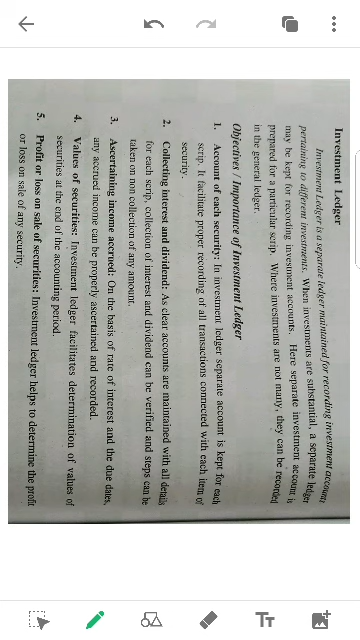 Investment Ledger
Investment Ledger is a separate ledger maintained for recording investment account
pertaining to different investments. When investments are substantial, a separate ledger
may be kept for recording investment accounts. Here separate investment account is
prepared for a particular scrip. Where investments are not many, they can be recorded
in the general ledger.
Objectives / Importance of Investment Ledger
1. Account of each security: In investment ledger separate account is kept for each
scrip. It facilitate proper recording of all transactions connected with each item of
security.
2. Collecting interest and dividend: As clear accounts are maintained with all details
for each scrip, collection of interest and dividend can be verified and steps can be
taken on non collection of any amount.
3. Ascertaining income accrued: On the basis of rate of interest and the due dates,
any accrued income can be properly ascertained and recorded.
4. Values of securities: Investment ledger facilitates determination of values of
securities at the end of the accounting period.
5. Profit or loss on sale of securities: Investment ledger helps to determine the profit
or loss on sale of any security.
TT